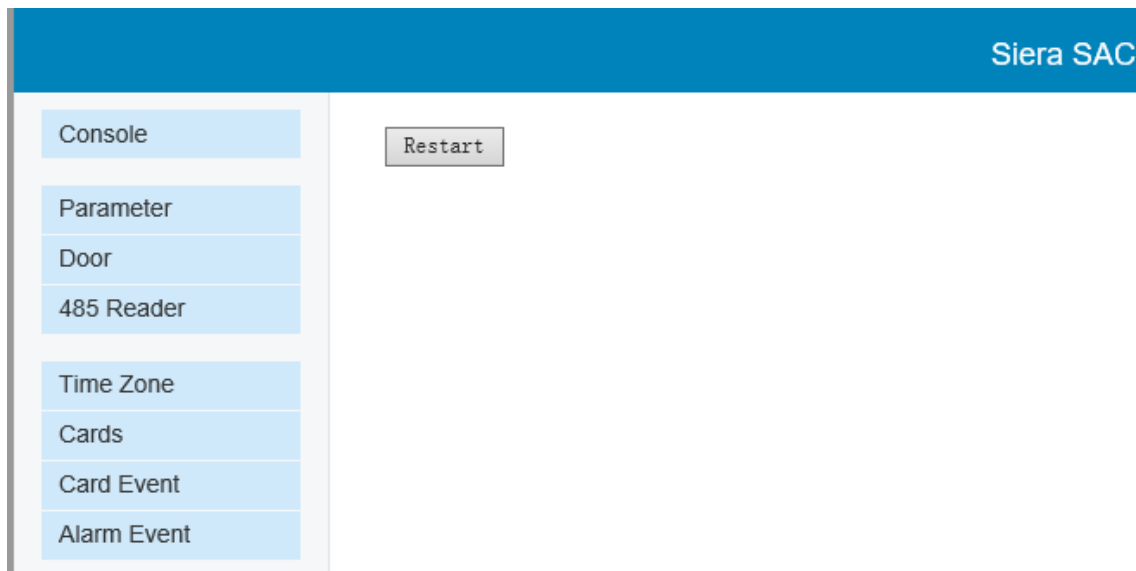 Siera SAC
Console
Restart
Parameter
Door
485 Reader
Time Zone
Cards
Card Event
Alarm Event